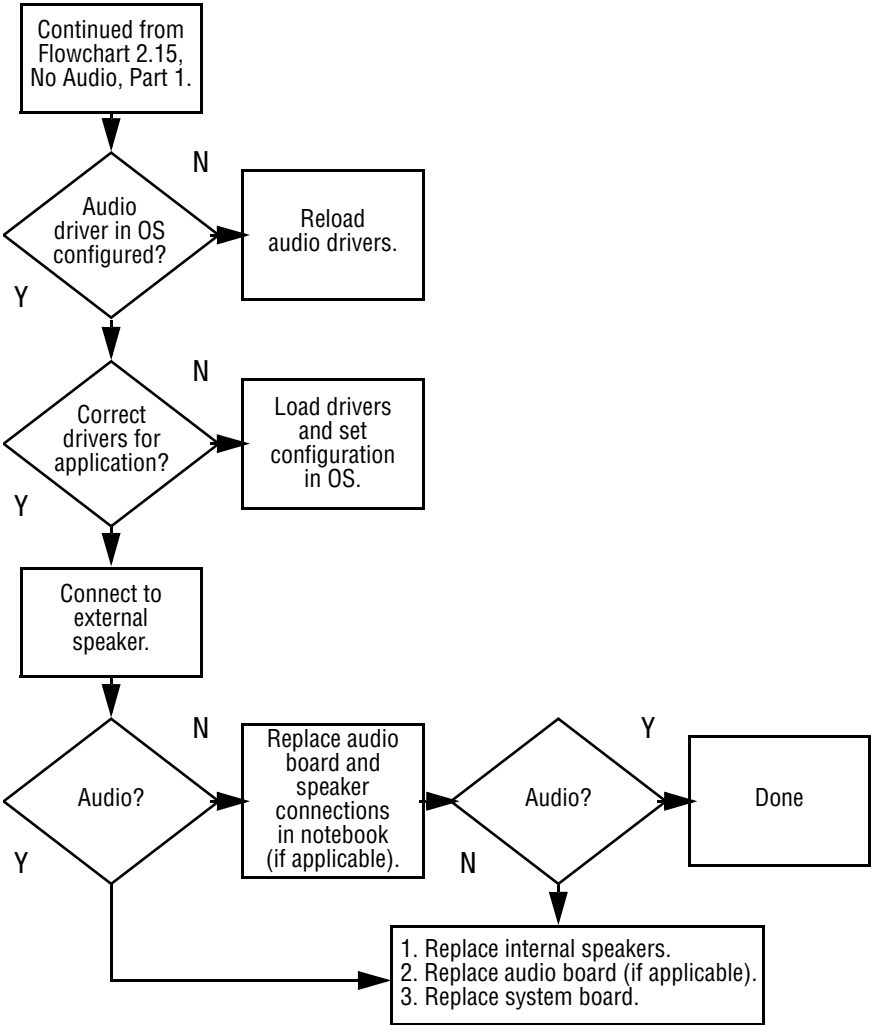 Continued from
Flowchart 2.15,
No Audio, Part 1.
N
Audio
driver in OS
configured?
Reload
audio drivers.
Y
N
Correct
drivers for
application?
Load drivers
and set
configuration
in OS.
Y
Connect to
external
speaker.
N
Audio?
Replace audio
board and
speaker
connections
in notebook
(if applicable).
Y
Audio?
Y
Done
N
1. Replace internal speakers.
2. Replace audio board (if applicable).
3. Replace system board.